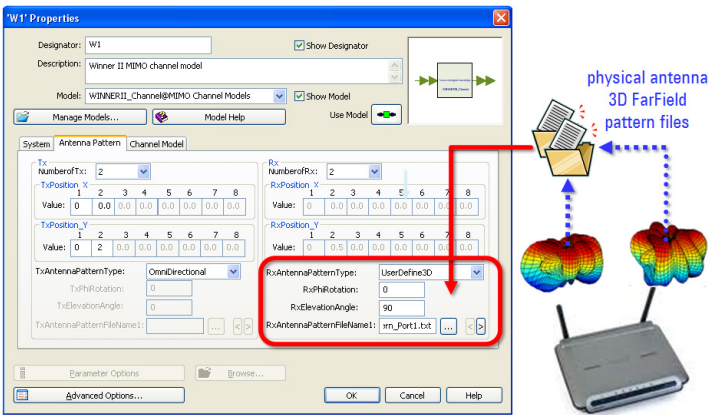 'W1' Properties
Designator: W1
Show Designator
Description: Winner II MIMO channel model
Model: WINNERII_Channel@MIMO Channel Models
Show Model
Manage Models...
Model Help
Use Model
System Antenna Pattern Channel Model
Tx
NumberofTx: 2
TxPosition_X
1 2 3 4 5 6 7 8
Value: 0 0.0 0.0 0.0 0.0 0.0 0.0 0.0
TxPosition_Y
1 2 3 4 5 6 7 8
Value: 0 2 0.0 0.0 0.0 0.0 0.0 0.0
TxAntennaPatternType: OmniDirectional
TxPhiRotation: 0
TxElevationAngle: 0
TxAntennaPatternFileName1: ... < >
Rx
NumberofRx: 2
RxPosition_X
1 2 3 4 5 6 7 8
Value: 0 0.0 0.0 0.0 0.0 0.0 0.0 0.0
RxPosition_Y
1 2 3 4 5 6 7 8
Value: 0 0.5 0.0 0.0 0.0 0.0 0.0 0.0
RxAntennaPatternType: UserDefine3D
RxPhiRotation: 0
RxElevationAngle: 90
RxAntennaPatternFileName1: rn_Port1.txt ... < >
Parameter Options
Browse...
Advanced Options...
OK
Cancel
Help
physical antenna
3D FarField
pattern files